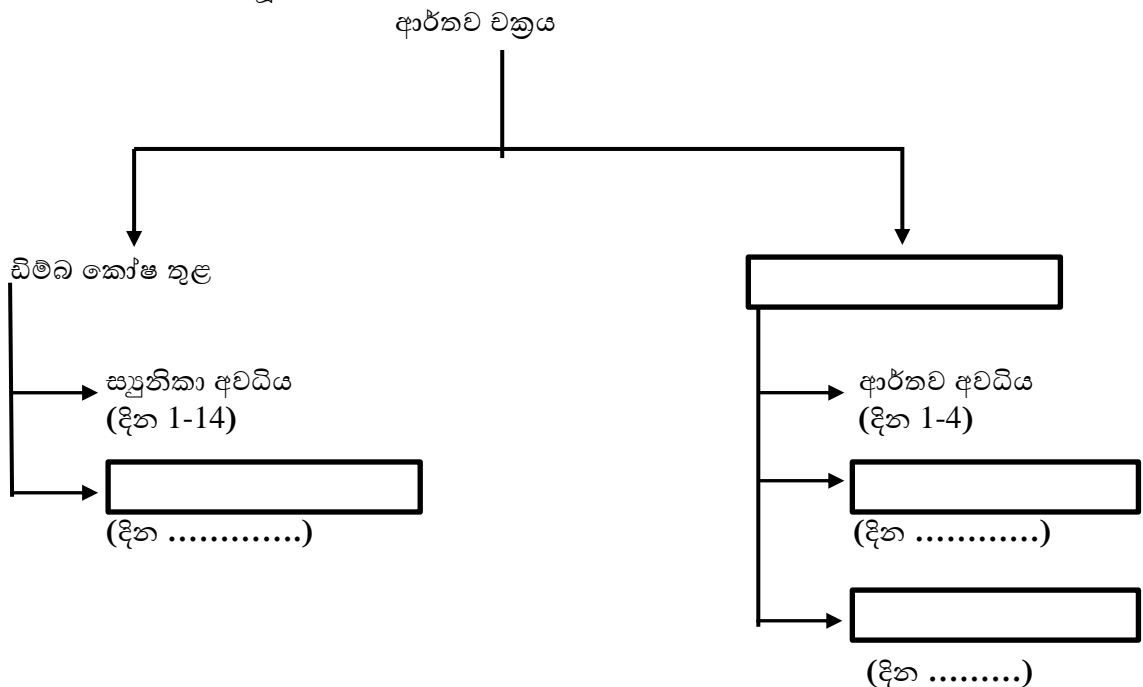 ආර්තව චක්‍රය
ඩිම්බ කෝෂ තුළ
ස්‍යුනිකා අවධිය
(දින 1-14)
(දින .............)
ආර්තව අවධිය
(දින 1-4)
(දින ............)
(දින .........)